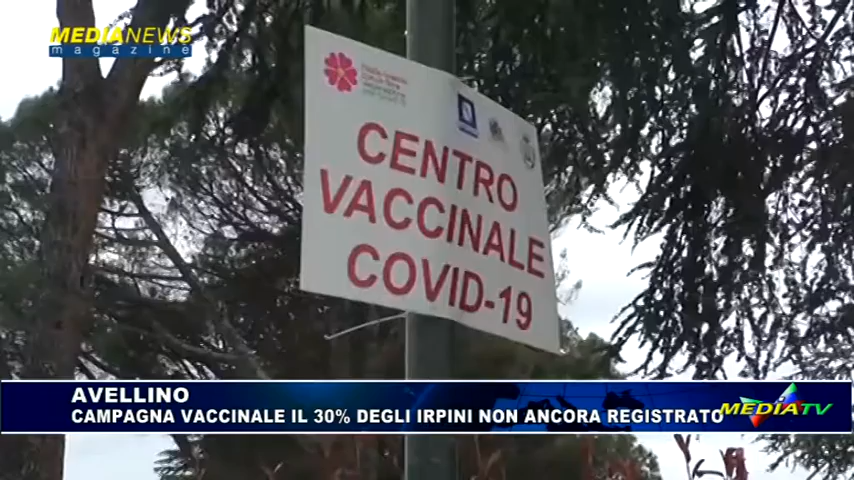 MEDIANEWS
magazine
CENTRO
VACCINALE
COVID-19
AVELLINO
CAMPAGNA VACCINALE IL 30% DEGLI IRPINI NON ANCORA REGISTRATO
MEDIATV